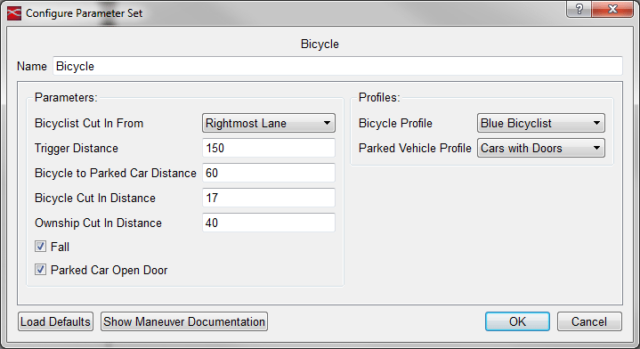 Configure Parameter Set
?
Bicycle
Name Bicycle
Parameters:
Bicyclist Cut In From Rightmost Lane
Trigger Distance 150
Bicycle to Parked Car Distance 60
Bicycle Cut In Distance 17
Ownship Cut In Distance 40
Fall
Parked Car Open Door
Profiles:
Bicycle Profile Blue Bicyclist
Parked Vehicle Profile Cars with Doors
Load Defaults Show Maneuver Documentation OK Cancel